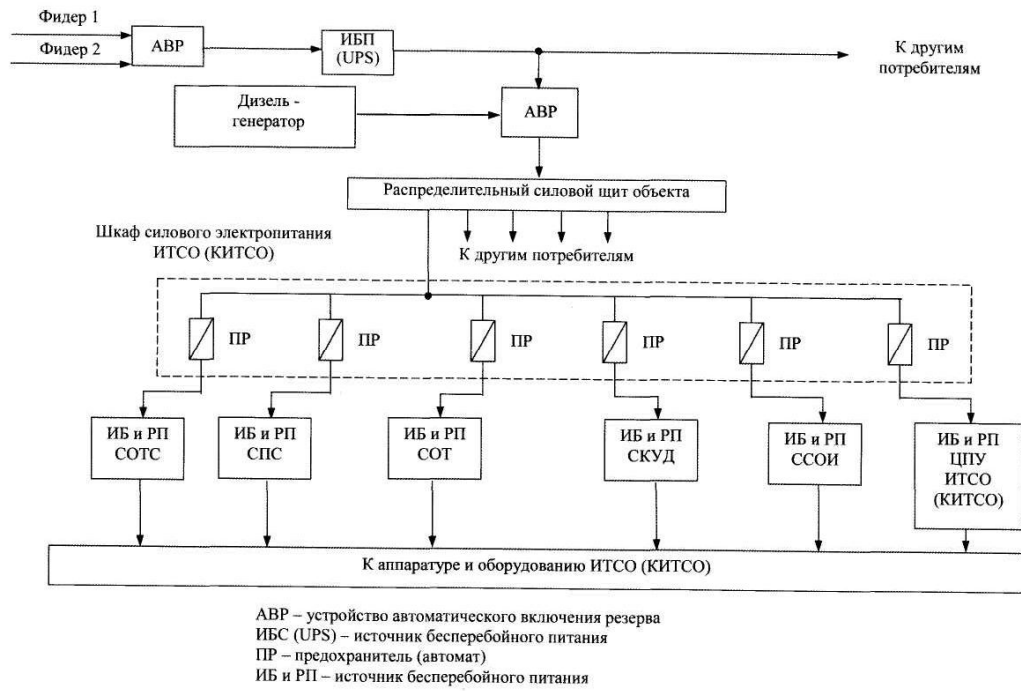 Фидер 1
Фидер 2
АВР
ИБП
(UPS)
К другим
потребителям
Дизель -
генератор
АВР
Распределительный силовой щит объекта
Шкаф силового электропитания
ИТСО (КИТСО)
К другим потребителям
ПР
ПР
ПР
ПР
ПР
ПР
ИБ и РП
СОТС
ИБ и РП
СПС
ИБ и РП
СОТ
ИБ и РП
СКУД
ИБ и РП
ССОИ
ИБ и РП
ЦПУ
ИТСО
(КИТСО)
К аппаратуре и оборудованию ИТСО (КИТСО)
АВР – устройство автоматического включения резерва
ИБС (UPS) – источник бесперебойного питания
ПР – предохранитель (автомат)
ИБ и РП – источник бесперебойного питания